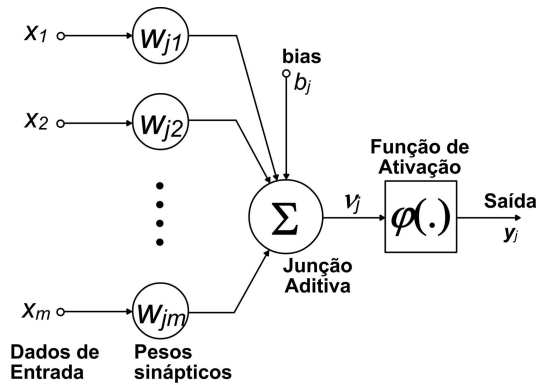 x1
wj1
bias
bj
x2
wj2
Função de
Ativação
Σ
vj
φ(.)
Saída
yj
Junção
Aditiva
xm
wjm
Dados de
Entrada
Pesos
sinápticos